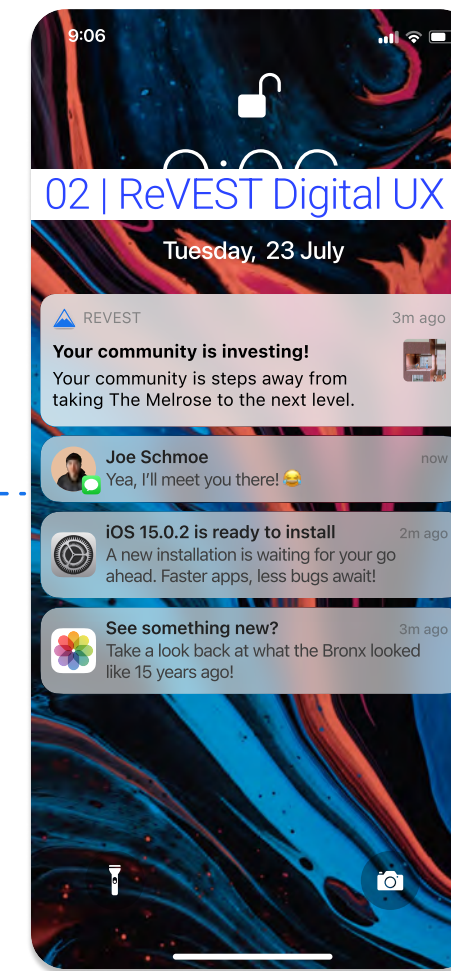 9:06
02 | ReVEST Digital UX
Tuesday, 23 July
REVEST
3m ago
Your community is investing!
Your community is steps away from
taking The Melrose to the next level.
Joe Schmoe
now
Yea, I'll meet you there! 😂
iOS 15.0.2 is ready to install
2m ago
A new installation is waiting for your go
ahead. Faster apps, less bugs await!
See something new?
3m ago
Take a look back at what the Bronx looked
like 15 years ago!